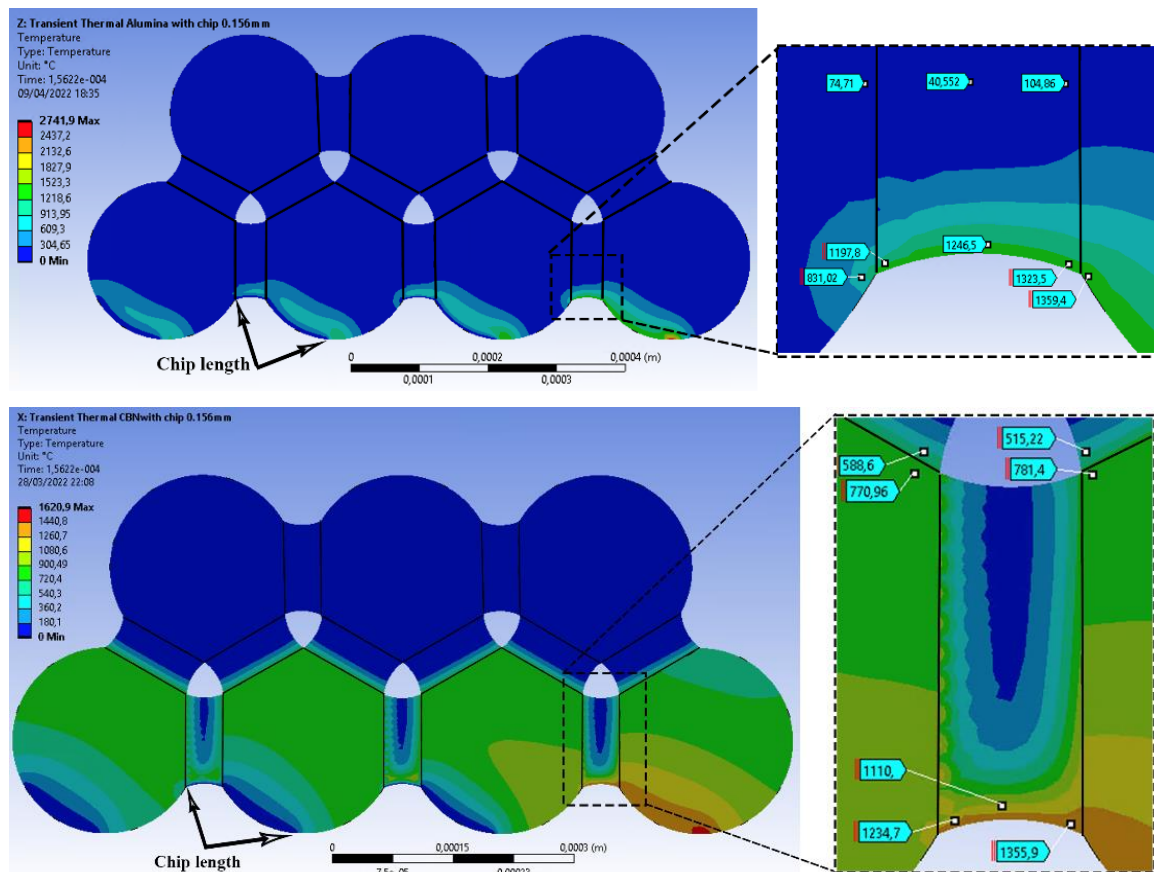 Z: Transient Thermal Alumina with chip 0.156mm
Temperature
Type: Temperature
Unit: °C
Time: 1,5622e-004
09/04/2022 18:35
2741,9 Max
2437,2
2132,6
1827,9
1523,3
1218,6
913,95
609,3
304,65
0 Min
Chip length
0
0,0002
0,0004 (m)
0,0001
0,0003
74,71
40,552
104,86
1197,8
1246,5
831,02
1323,5
1359,4
X: Transient Thermal CBNwith chip 0.156mm
Temperature
Type: Temperature
Unit: °C
Time: 1,5622e-004
28/03/2022 22:08
1620,9 Max
1440,8
1260,7
1080,6
900,49
720,4
540,3
360,2
180,1
0 Min
Chip length
0
0,00015
0,0003 (m)
515,22
588,6
781,4
770,96
1110,
1234,7
1355,9